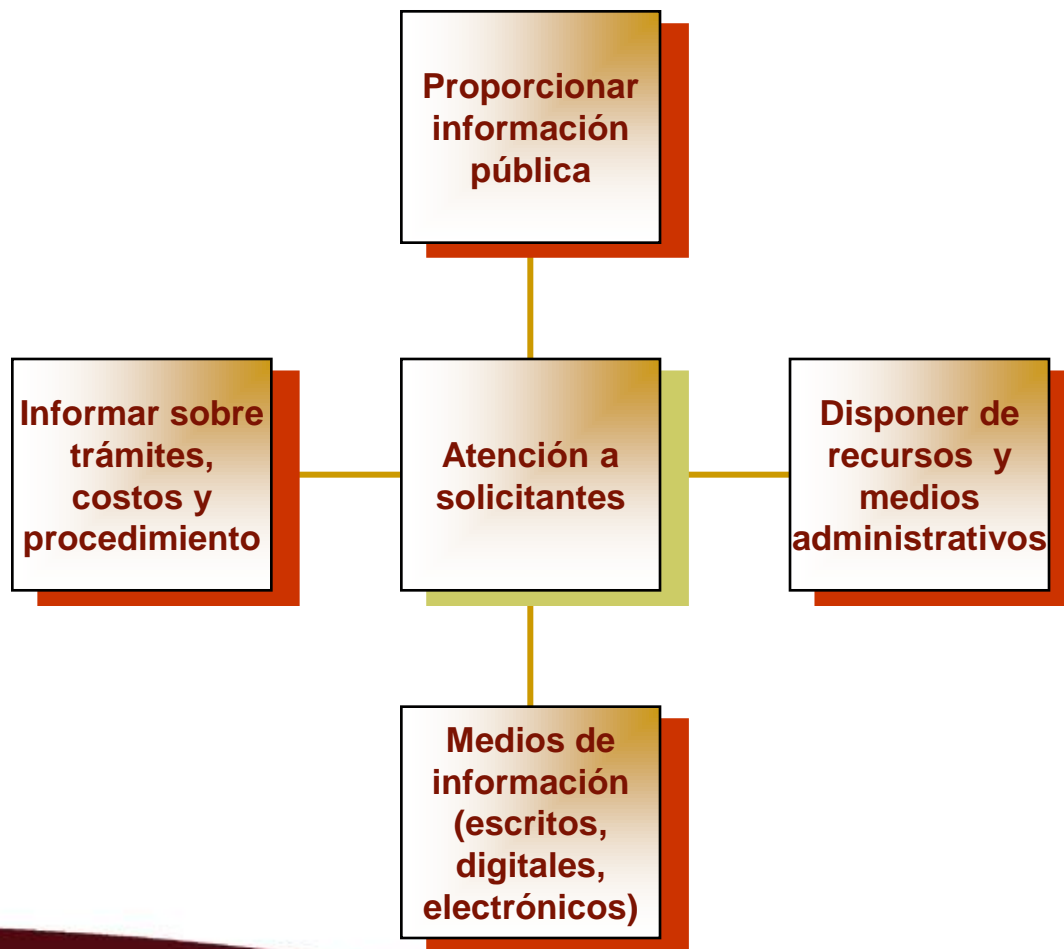 Proporcionar
información
pública
Informar sobre
trámites,
costos y
procedimiento
Atención a
solicitantes
Disponer de
recursos y
medios
administrativos
Medios de
información
(escritos,
digitales,
electrónicos)